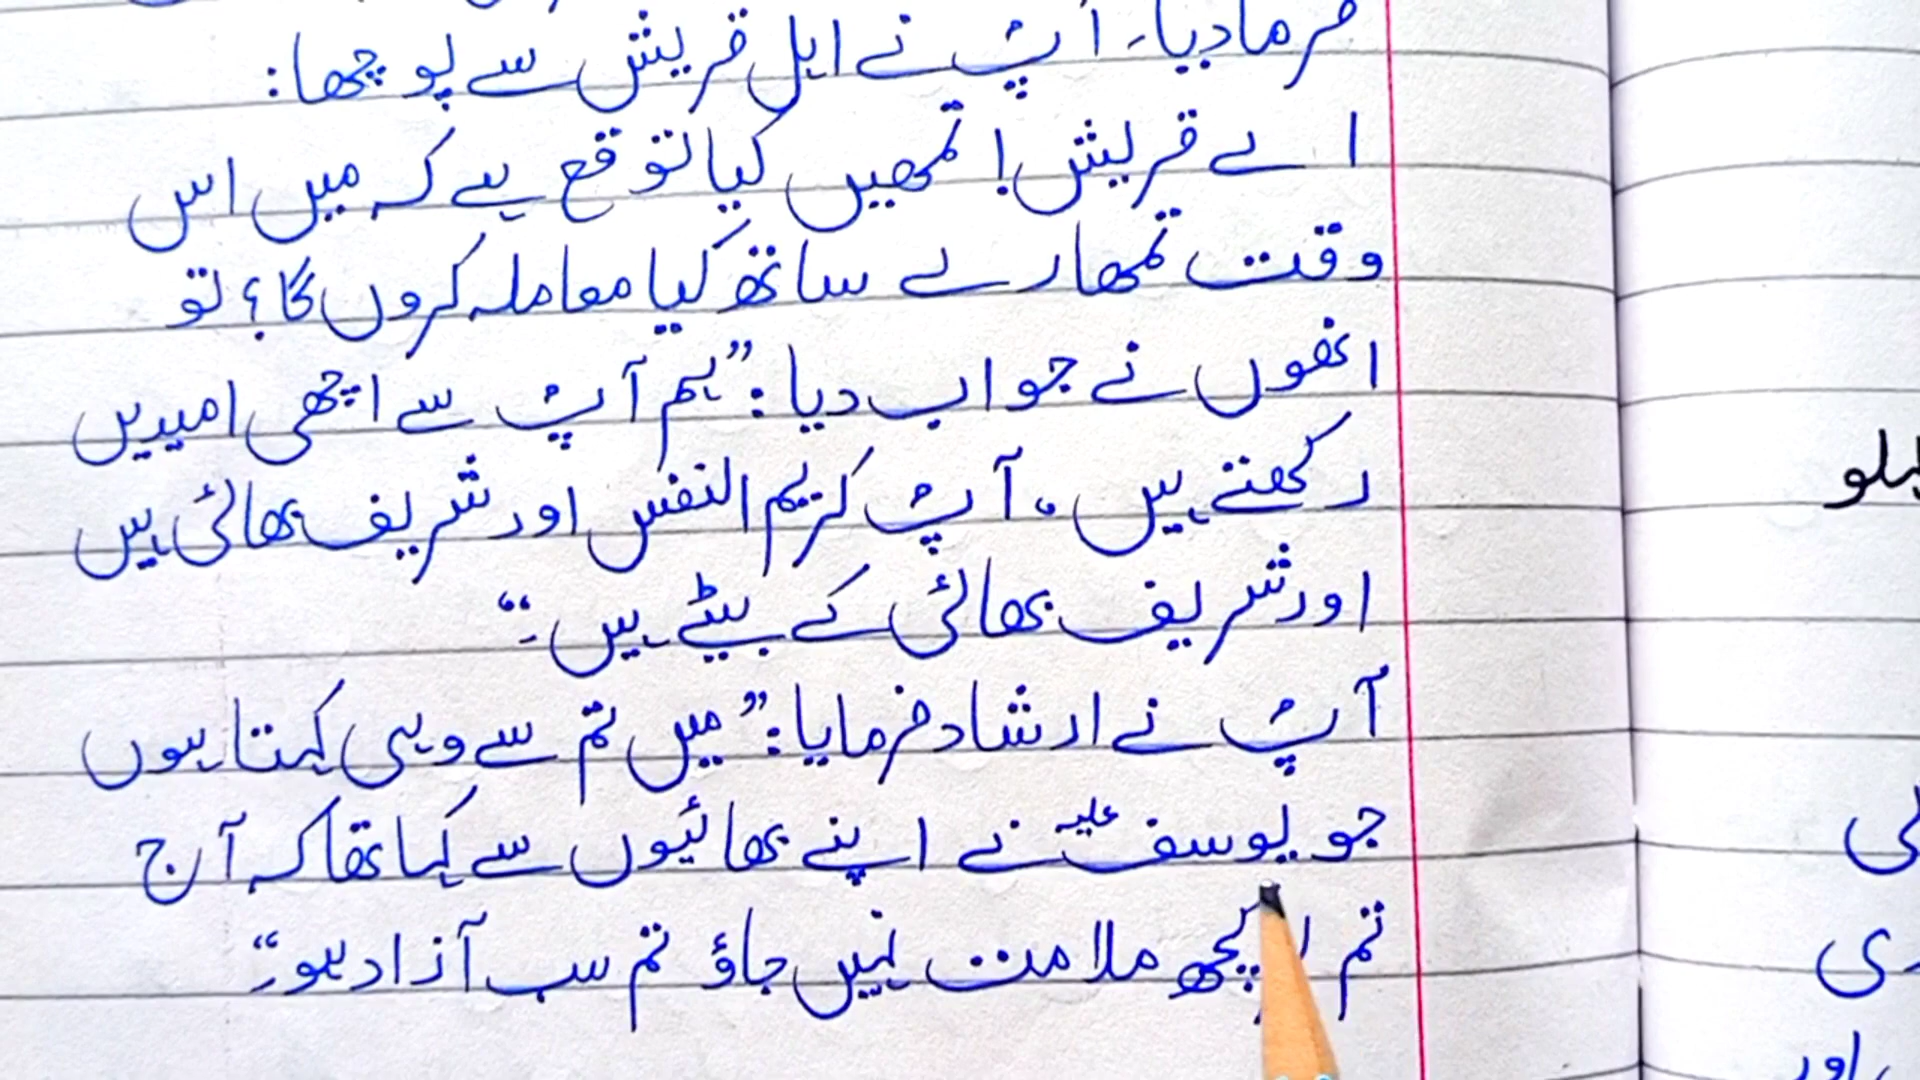 فرما دیا۔ آپؐ نے اہل قریش سے پوچھا:
اے قریش! تمھیں کیا توقع ہے کہ میں اس
وقت تمھارے ساتھ کیا معاملہ کروں گا؟ تو
انھوں نے جواب دیا: ”ہم آپؐ سے اچھی امیدیں
رکھتے ہیں۔ آپؐ کریم النفس اور شریف بھائی ہیں
اور شریف بھائی کے بیٹے ہیں۔“
آپؐ نے ارشاد فرمایا: ”میں تم سے وہی کہتا ہوں
جو یوسف علیہ نے اپنے بھائیوں سے کہا تھا کہ آج
تم کچھ ملامت نہیں جاؤ تم سب آزاد ہو۔“
اور